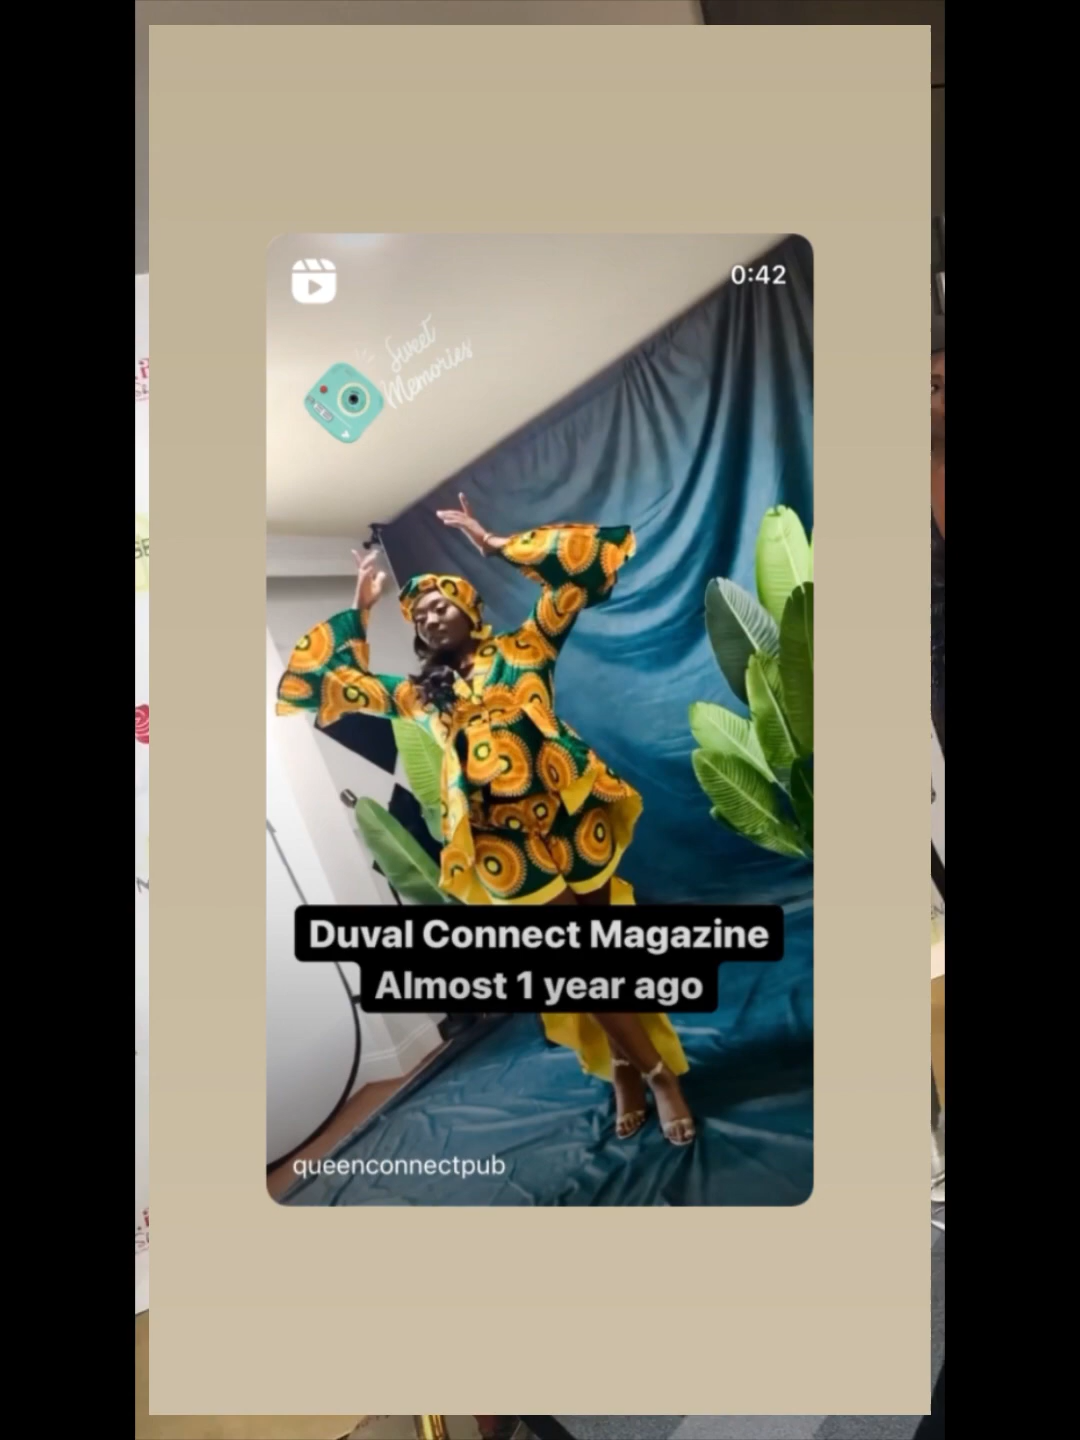 0:42
Sweet
Memories
Duval Connect Magazine
Almost 1 year ago
queenconnectpub